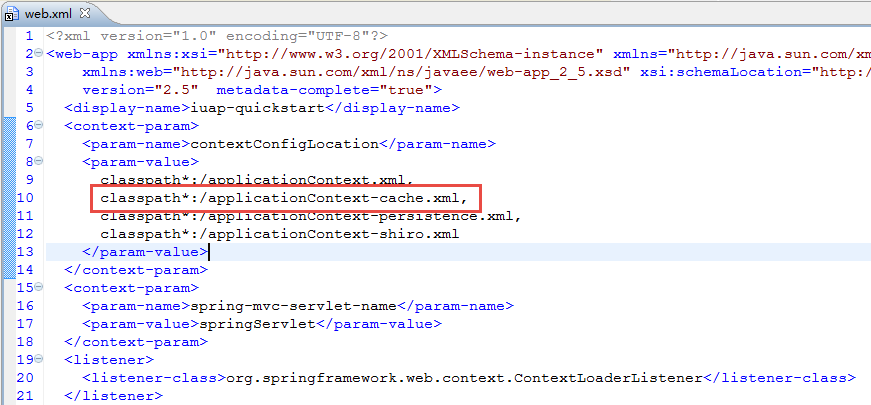 web.xml
1 <?xml version="1.0" encoding="UTF-8"?>
2 <web-app xmlns:xsi="http://www.w3.org/2001/XMLSchema-instance" xmlns="http://java.sun.com/xm
3 xmlns:web="http://java.sun.com/xml/ns/javaee/web-app_2_5.xsd" xsi:schemaLocation="http:/
4 version="2.5" metadata-complete="true">
5 <display-name>iuap-quickstart</display-name>
6 <context-param>
7 <param-name>contextConfigLocation</param-name>
8 <param-value>
9 classpath*:/applicationContext.xml,
10 classpath*:/applicationContext-cache.xml,
11 classpath*:/applicationContext-persistence.xml,
12 classpath*:/applicationContext-shiro.xml
13 </param-value>
14 </context-param>
15 <context-param>
16 <param-name>spring-mvc-servlet-name</param-name>
17 <param-value>springServlet</param-value>
18 </context-param>
19 <listener>
20 <listener-class>org.springframework.web.context.ContextLoaderListener</listener-class>
21 </listener>